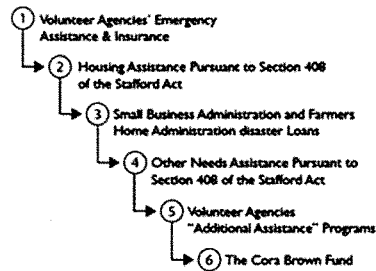 1 Volunteer Agencies' Emergency
Assistance & Insurance
2 Housing Assistance Pursuant to Section 408
of the Stafford Act
3 Small Business Administration and Farmers
Home Administration disaster Loans
4 Other Needs Assistance Pursuant to
Section 408 of the Stafford Act
5 Volunteer Agencies
"Additional Assistance" Programs
6 The Cora Brown Fund